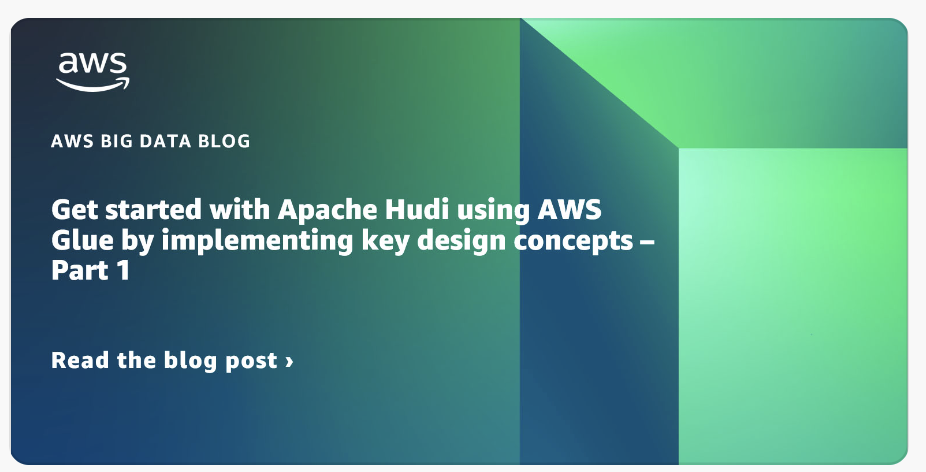 aws
AWS BIG DATA BLOG
Get started with Apache Hudi using AWS
Glue by implementing key design concepts –
Part 1
Read the blog post ›